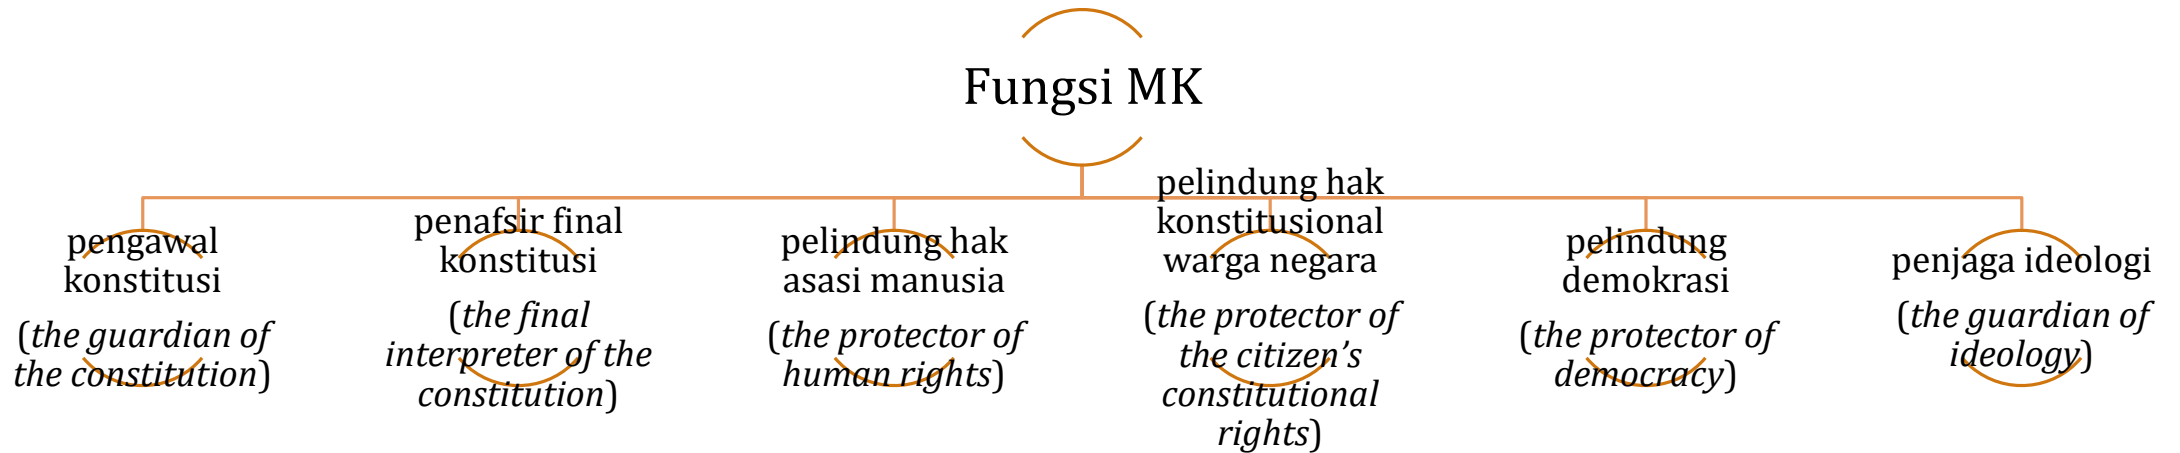 Fungsi MK
pengawal
konstitusi
(the guardian of
the constitution)
penafsir final
konstitusi
(the final
interpreter of the
constitution)
pelindung hak
asasi manusia
(the protector of
human rights)
pelindung hak
konstitusional
warga negara
(the protector of
the citizen’s
constitutional
rights)
pelindung
demokrasi
(the protector of
democracy)
penjaga ideologi
(the guardian of
ideology)